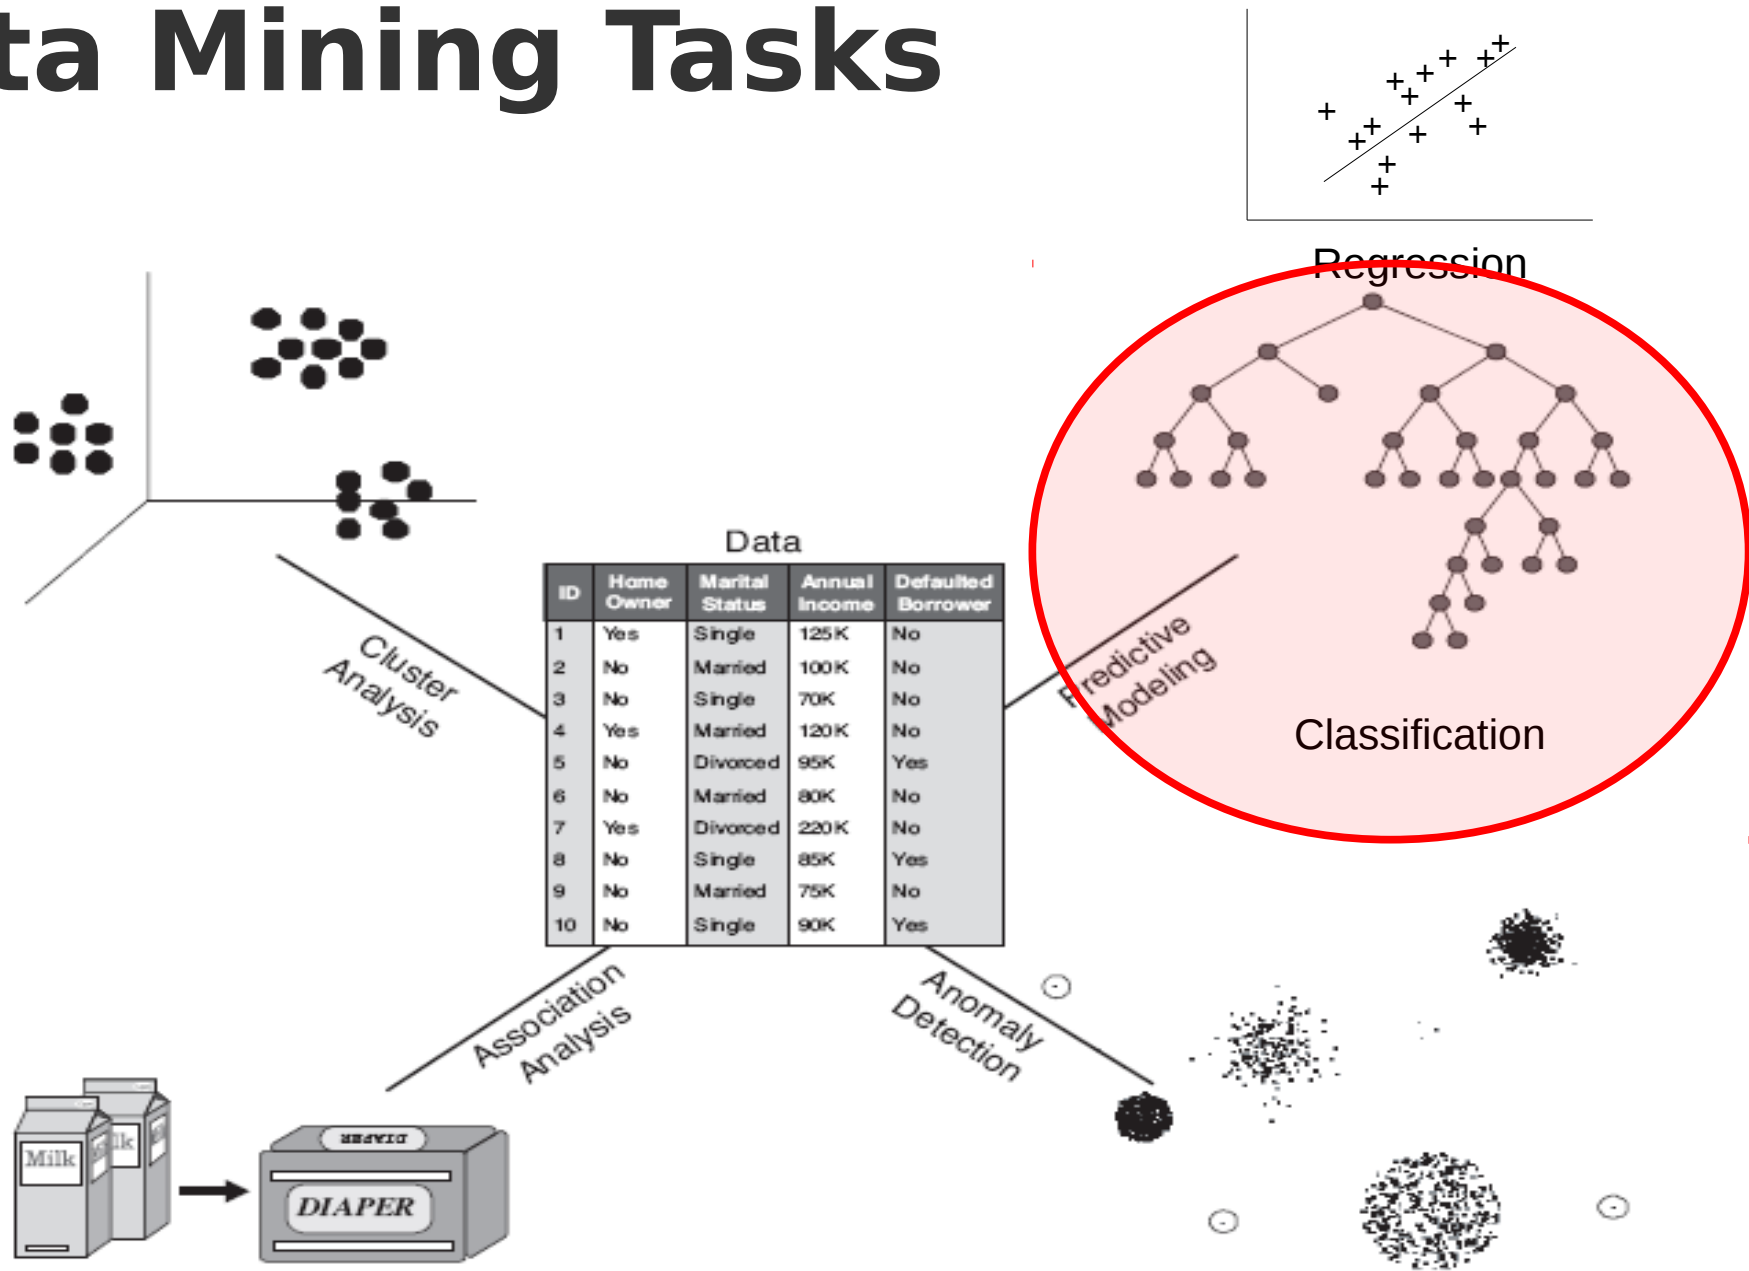 ta Mining Tasks
Regression
Data
ID Home Owner Marital Status Annual Income Defaulted Borrower
1 Yes Single 125K No
2 No Married 100K No
3 No Single 70K No
4 Yes Married 120K No
5 No Divorced 95K Yes
6 No Married 80K No
7 Yes Divorced 220K No
8 No Single 85K Yes
9 No Married 75K No
10 No Single 90K Yes
Cluster
Analysis
Predictive
Modeling
Classification
Association
Analysis
Anomaly
Detection
Milk
lk
DIAPER
DIAPER